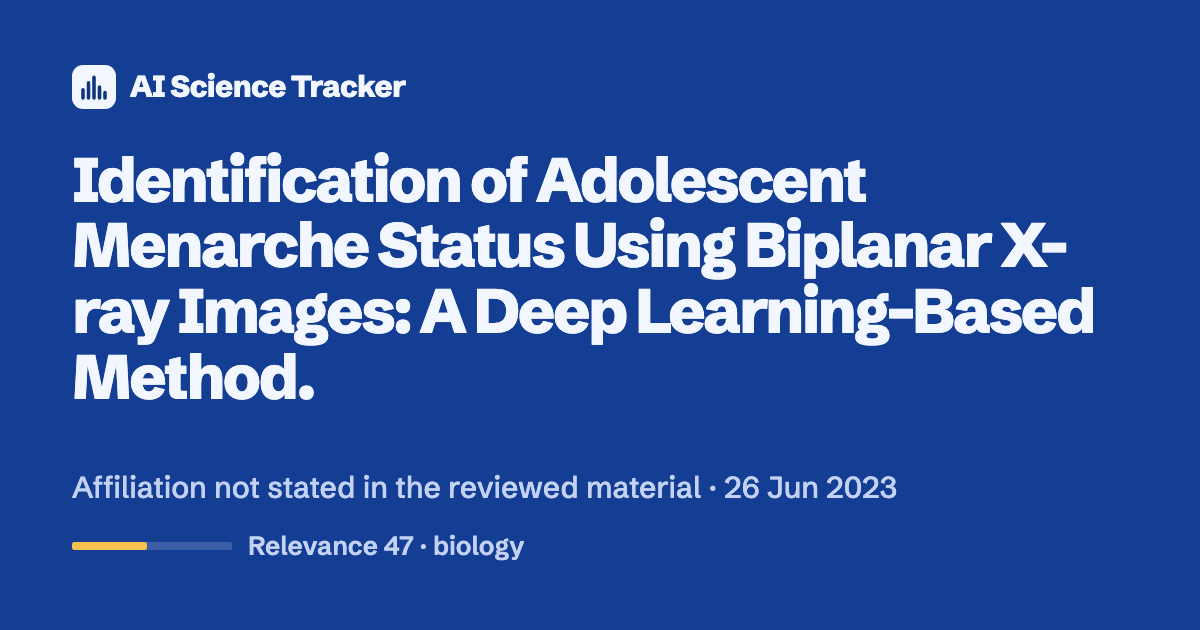 AI Science Tracker
Identification of Adolescent
Menarche Status Using Biplanar X-
ray Images: A Deep Learning-Based
Method.
Affiliation not stated in the reviewed material · 26 Jun 2023
Relevance 47 · biology